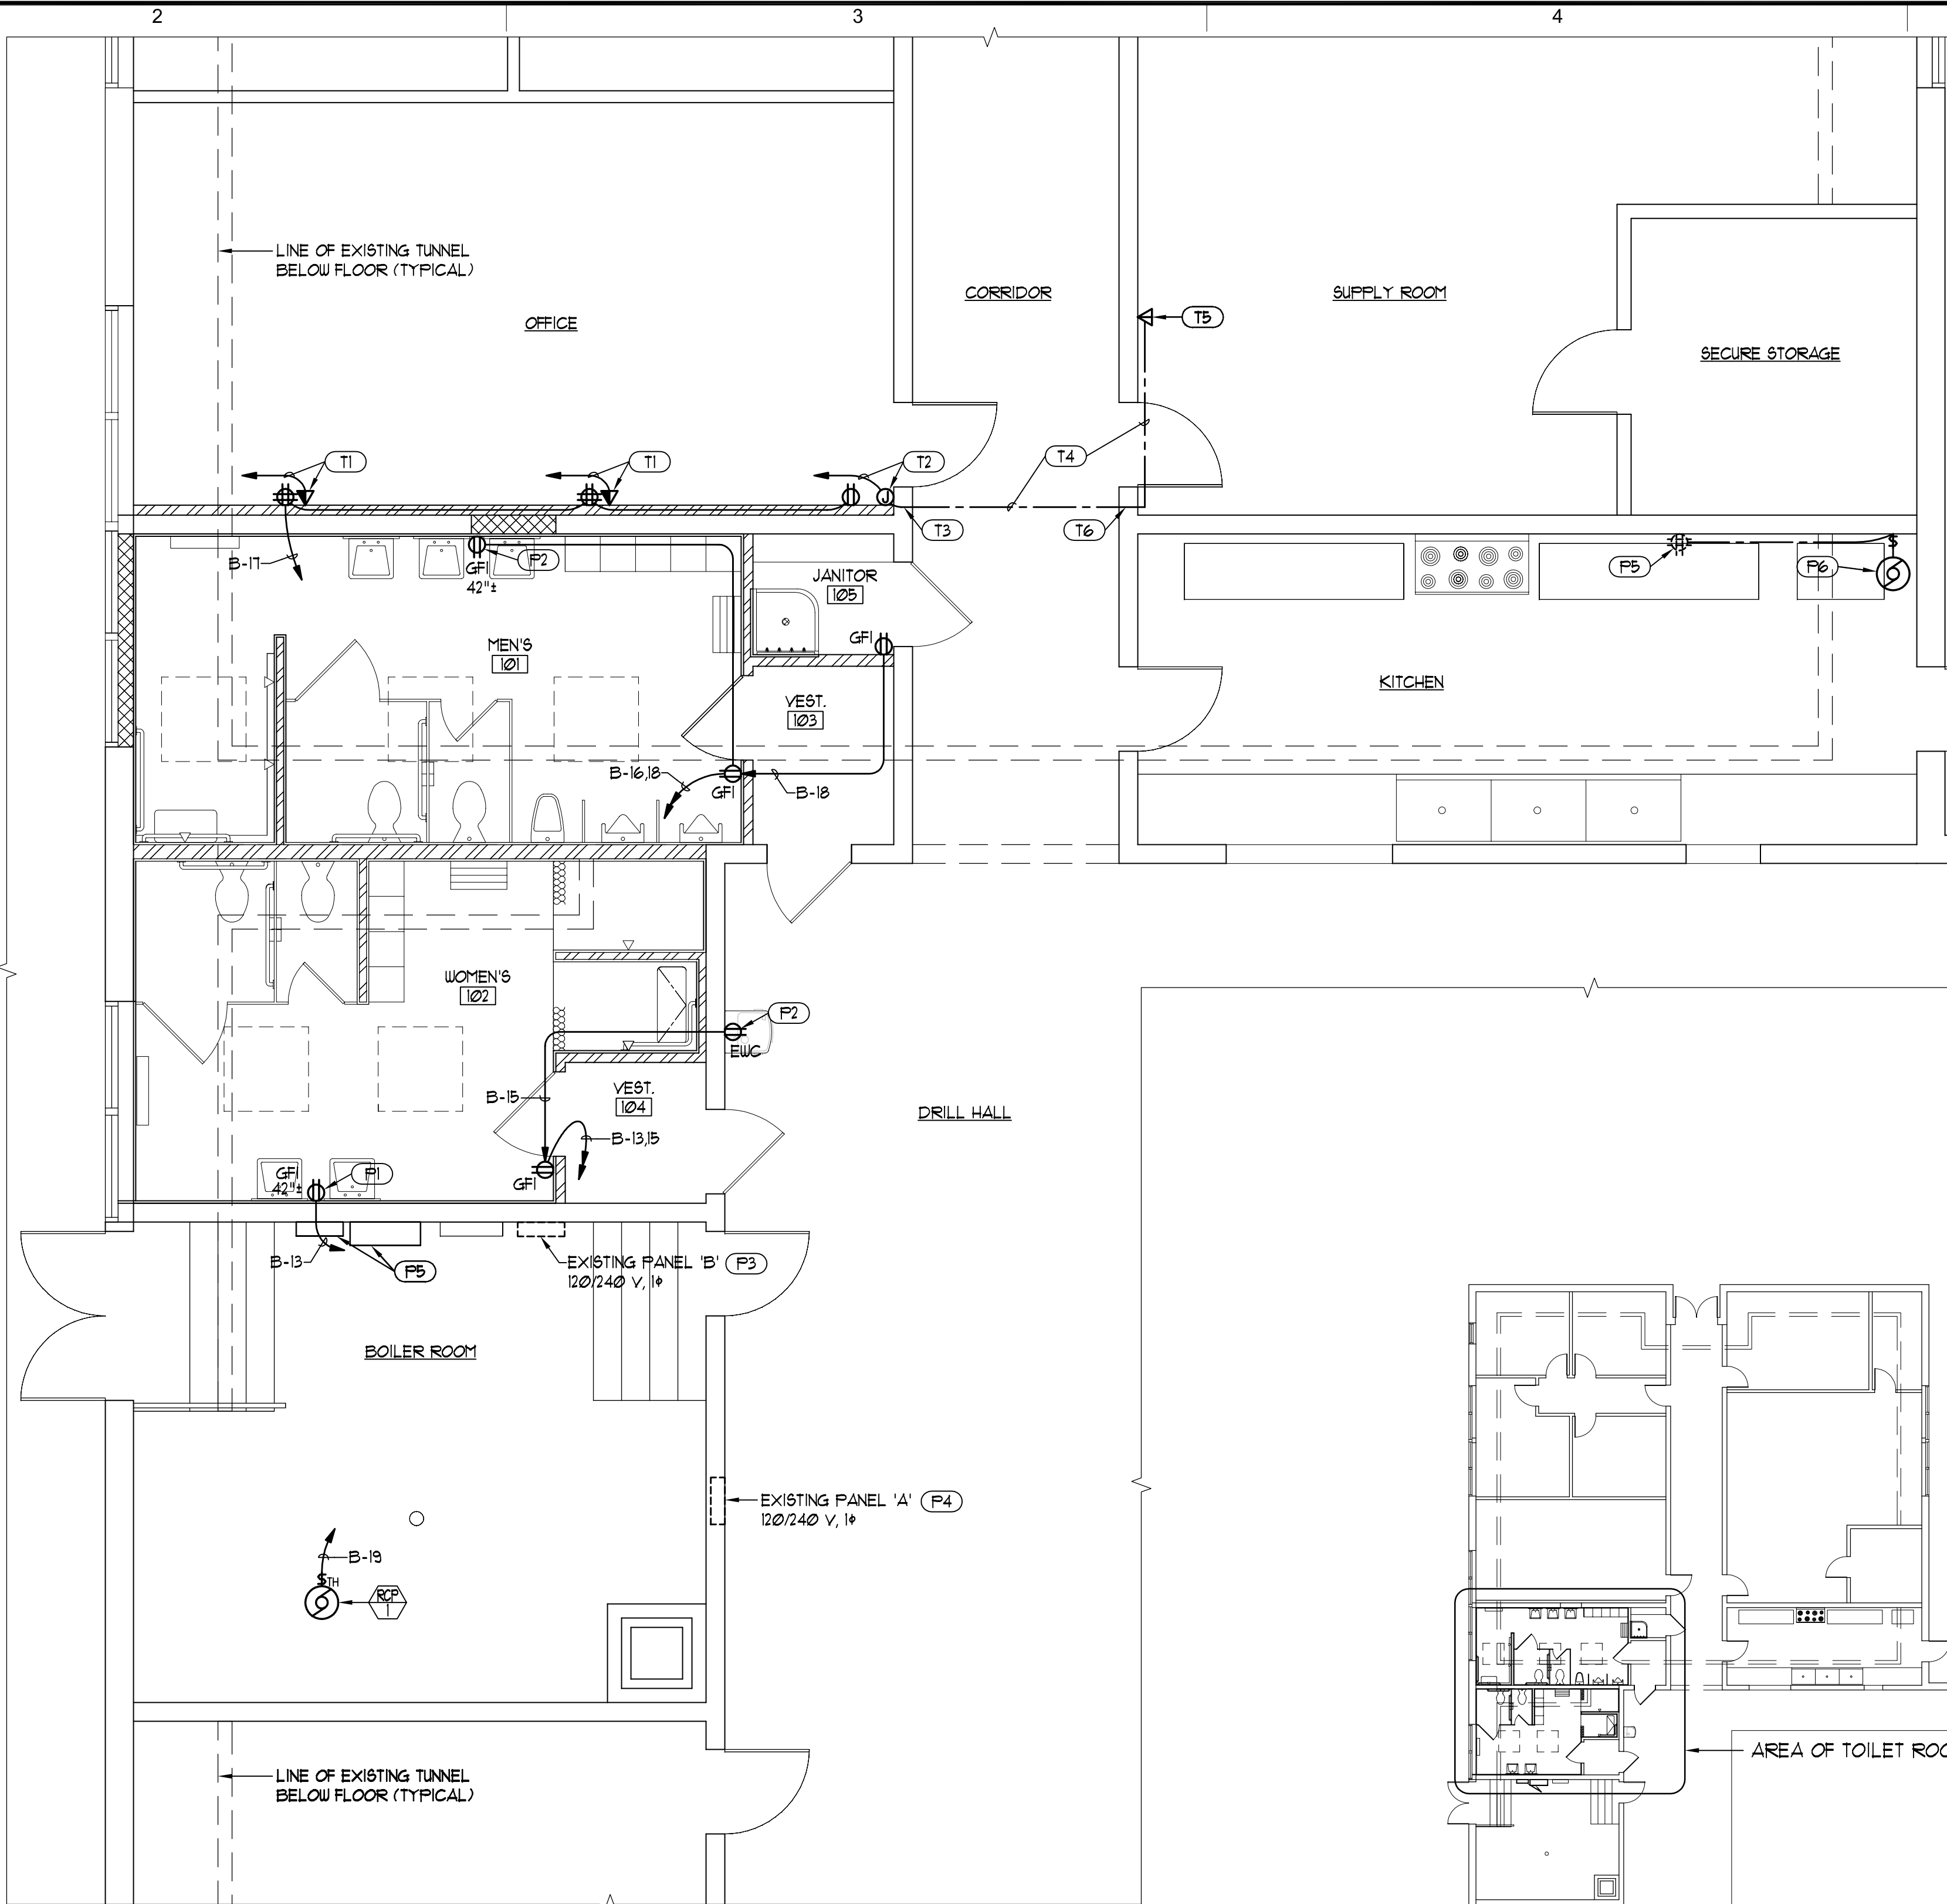 2
3
4
LINE OF EXISTING TUNNEL
BELOW FLOOR (TYPICAL)
OFFICE
CORRIDOR
SUPPLY ROOM
SECURE STORAGE
T5
T1
T1
T2
T4
J
T3
T6
B-17
GFI
42"±
P2
JANITOR
105
P5
P6
$
MEN'S
101
GFI
VEST.
103
KITCHEN
B-16,18
GFI
B-18
WOMEN'S
102
P2
EWC
B-15
VEST.
104
B-13,15
DRILL HALL
GFI
42"±
P1
GFI
B-13
P5
EXISTING PANEL 'B'
120/240 V, 1Φ
P3
BOILER ROOM
EXISTING PANEL 'A'
120/240 V, 1Φ
P4
B-19
$TH
RCP
1
AREA OF TOILET ROO
LINE OF EXISTING TUNNEL
BELOW FLOOR (TYPICAL)